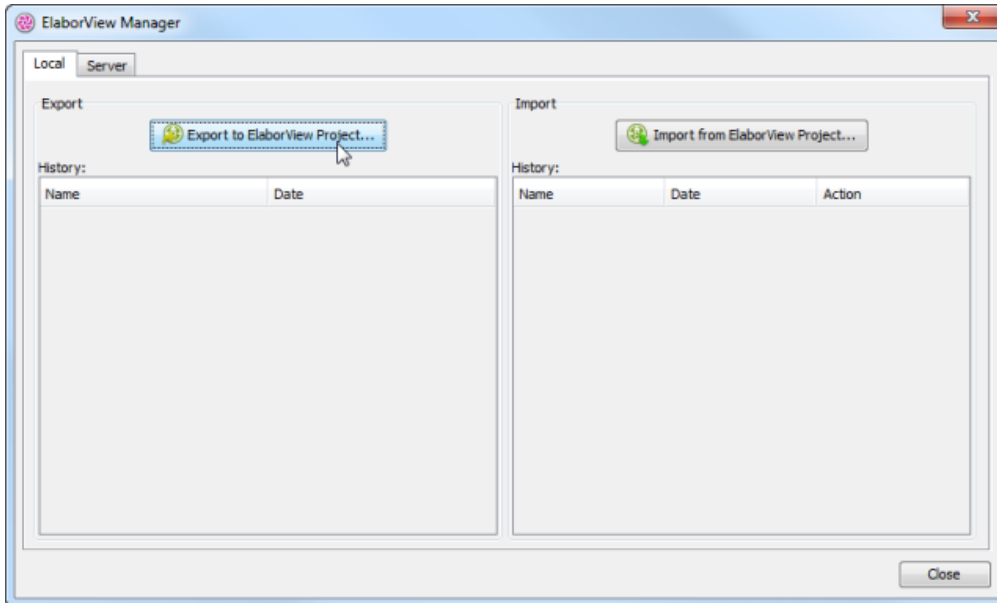 ElaborView Manager
Local Server
Export
Export to ElaborView Project...
History:
Name Date
Import
Import from ElaborView Project...
History:
Name Date Action
Close